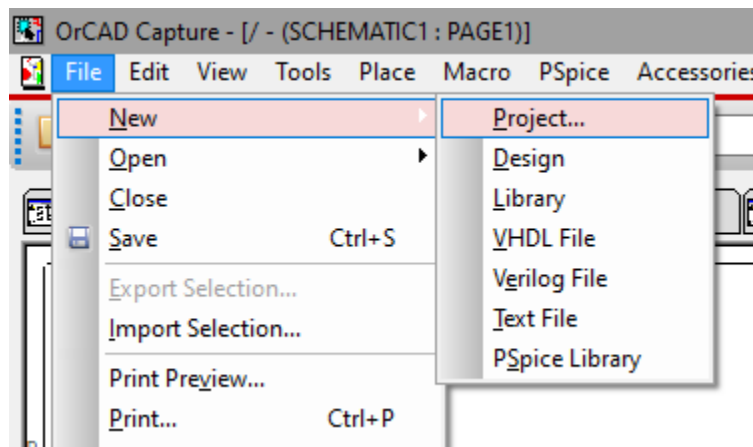 OrCAD Capture - [/ - (SCHEMATIC1 : PAGE1)]
File Edit View Tools Place Macro PSpice Accessories
New
Open
Close
Save Ctrl+S
Export Selection...
Import Selection...
Print Preview...
Print... Ctrl+P
Project...
Design
Library
VHDL File
Verilog File
Text File
PSpice Library